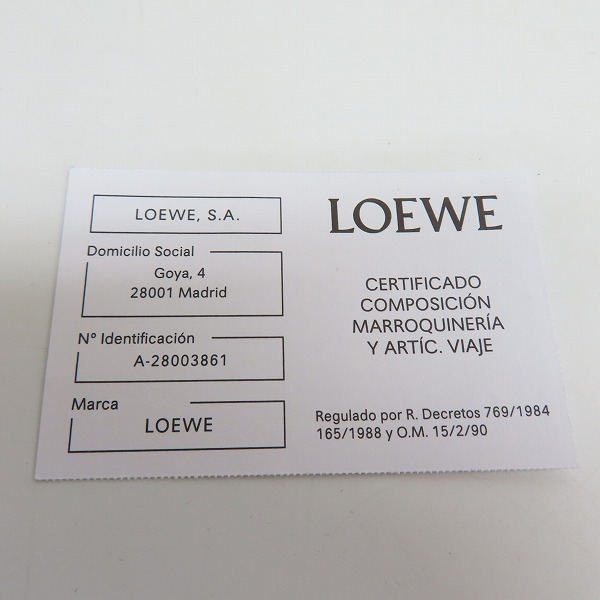 LOEWE, S.A.
Domicilio Social
Goya, 4
28001 Madrid
Nº Identificación
A-28003861
Marca
LOEWE
LOEWE
CERTIFICADO
COMPOSICIÓN
MARROQUINERÍA
Y ARTÍC. VIAJE
Regulado por R. Decretos 769/1984
165/1988 y O.M. 15/2/90